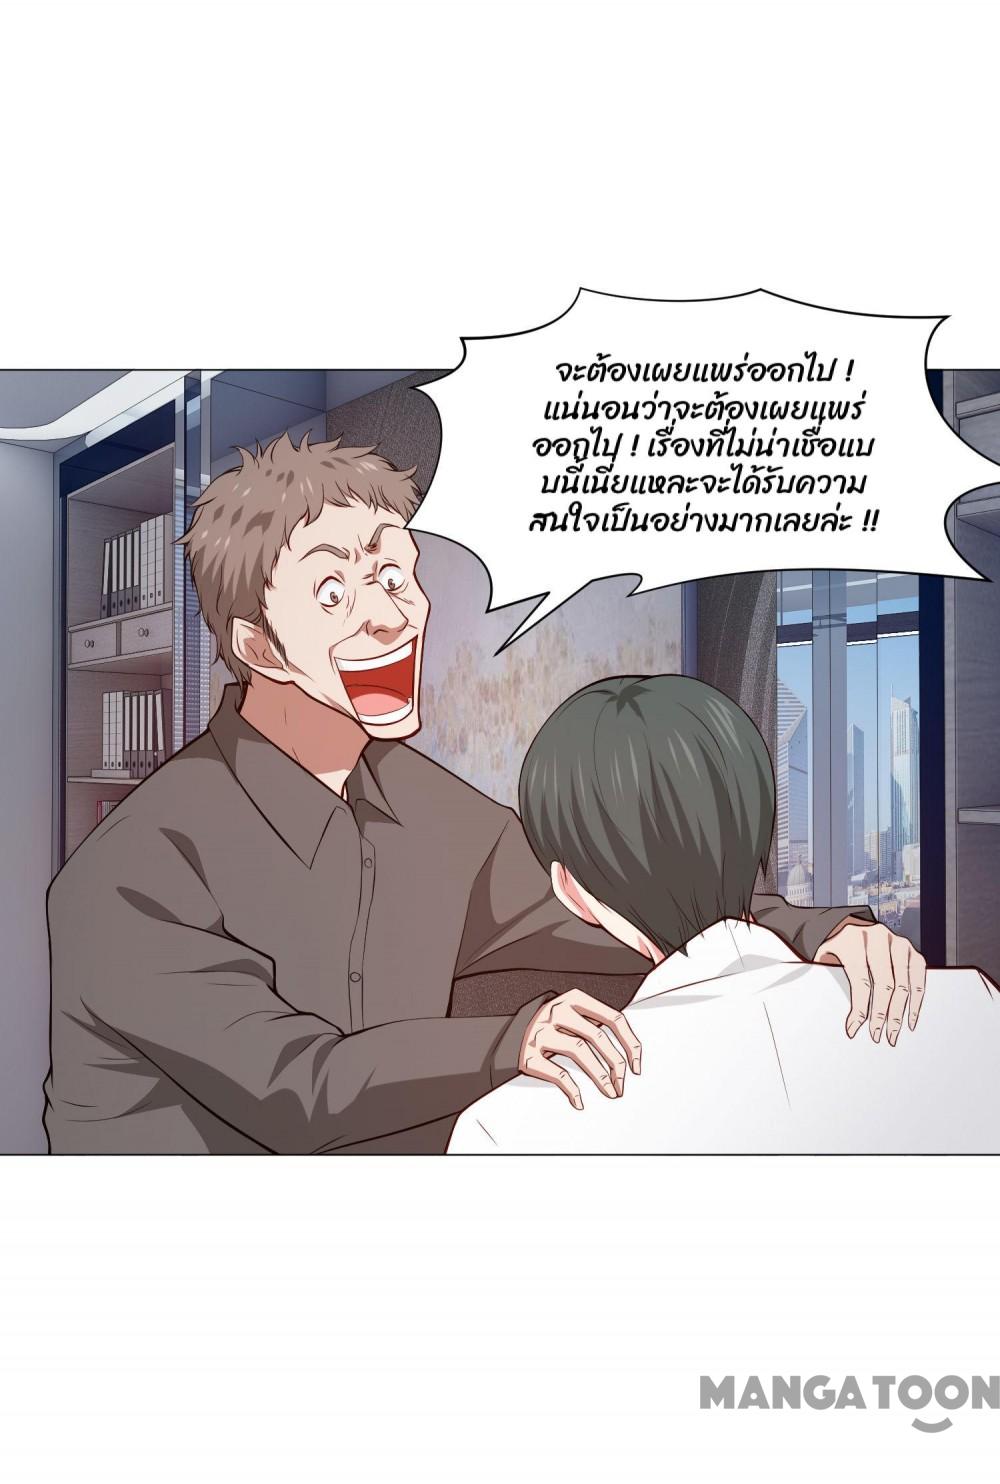 จะต้องเผยแพร่ออกไป !
แน่นอนว่าจะต้องเผยแพร่
ออกไป ! เรื่องที่ไม่น่าเชื่อแบ
บนี้เนี่ยแหละจะได้รับความ
สนใจเป็นอย่างมากเลยล่ะ !!
MANGATOON